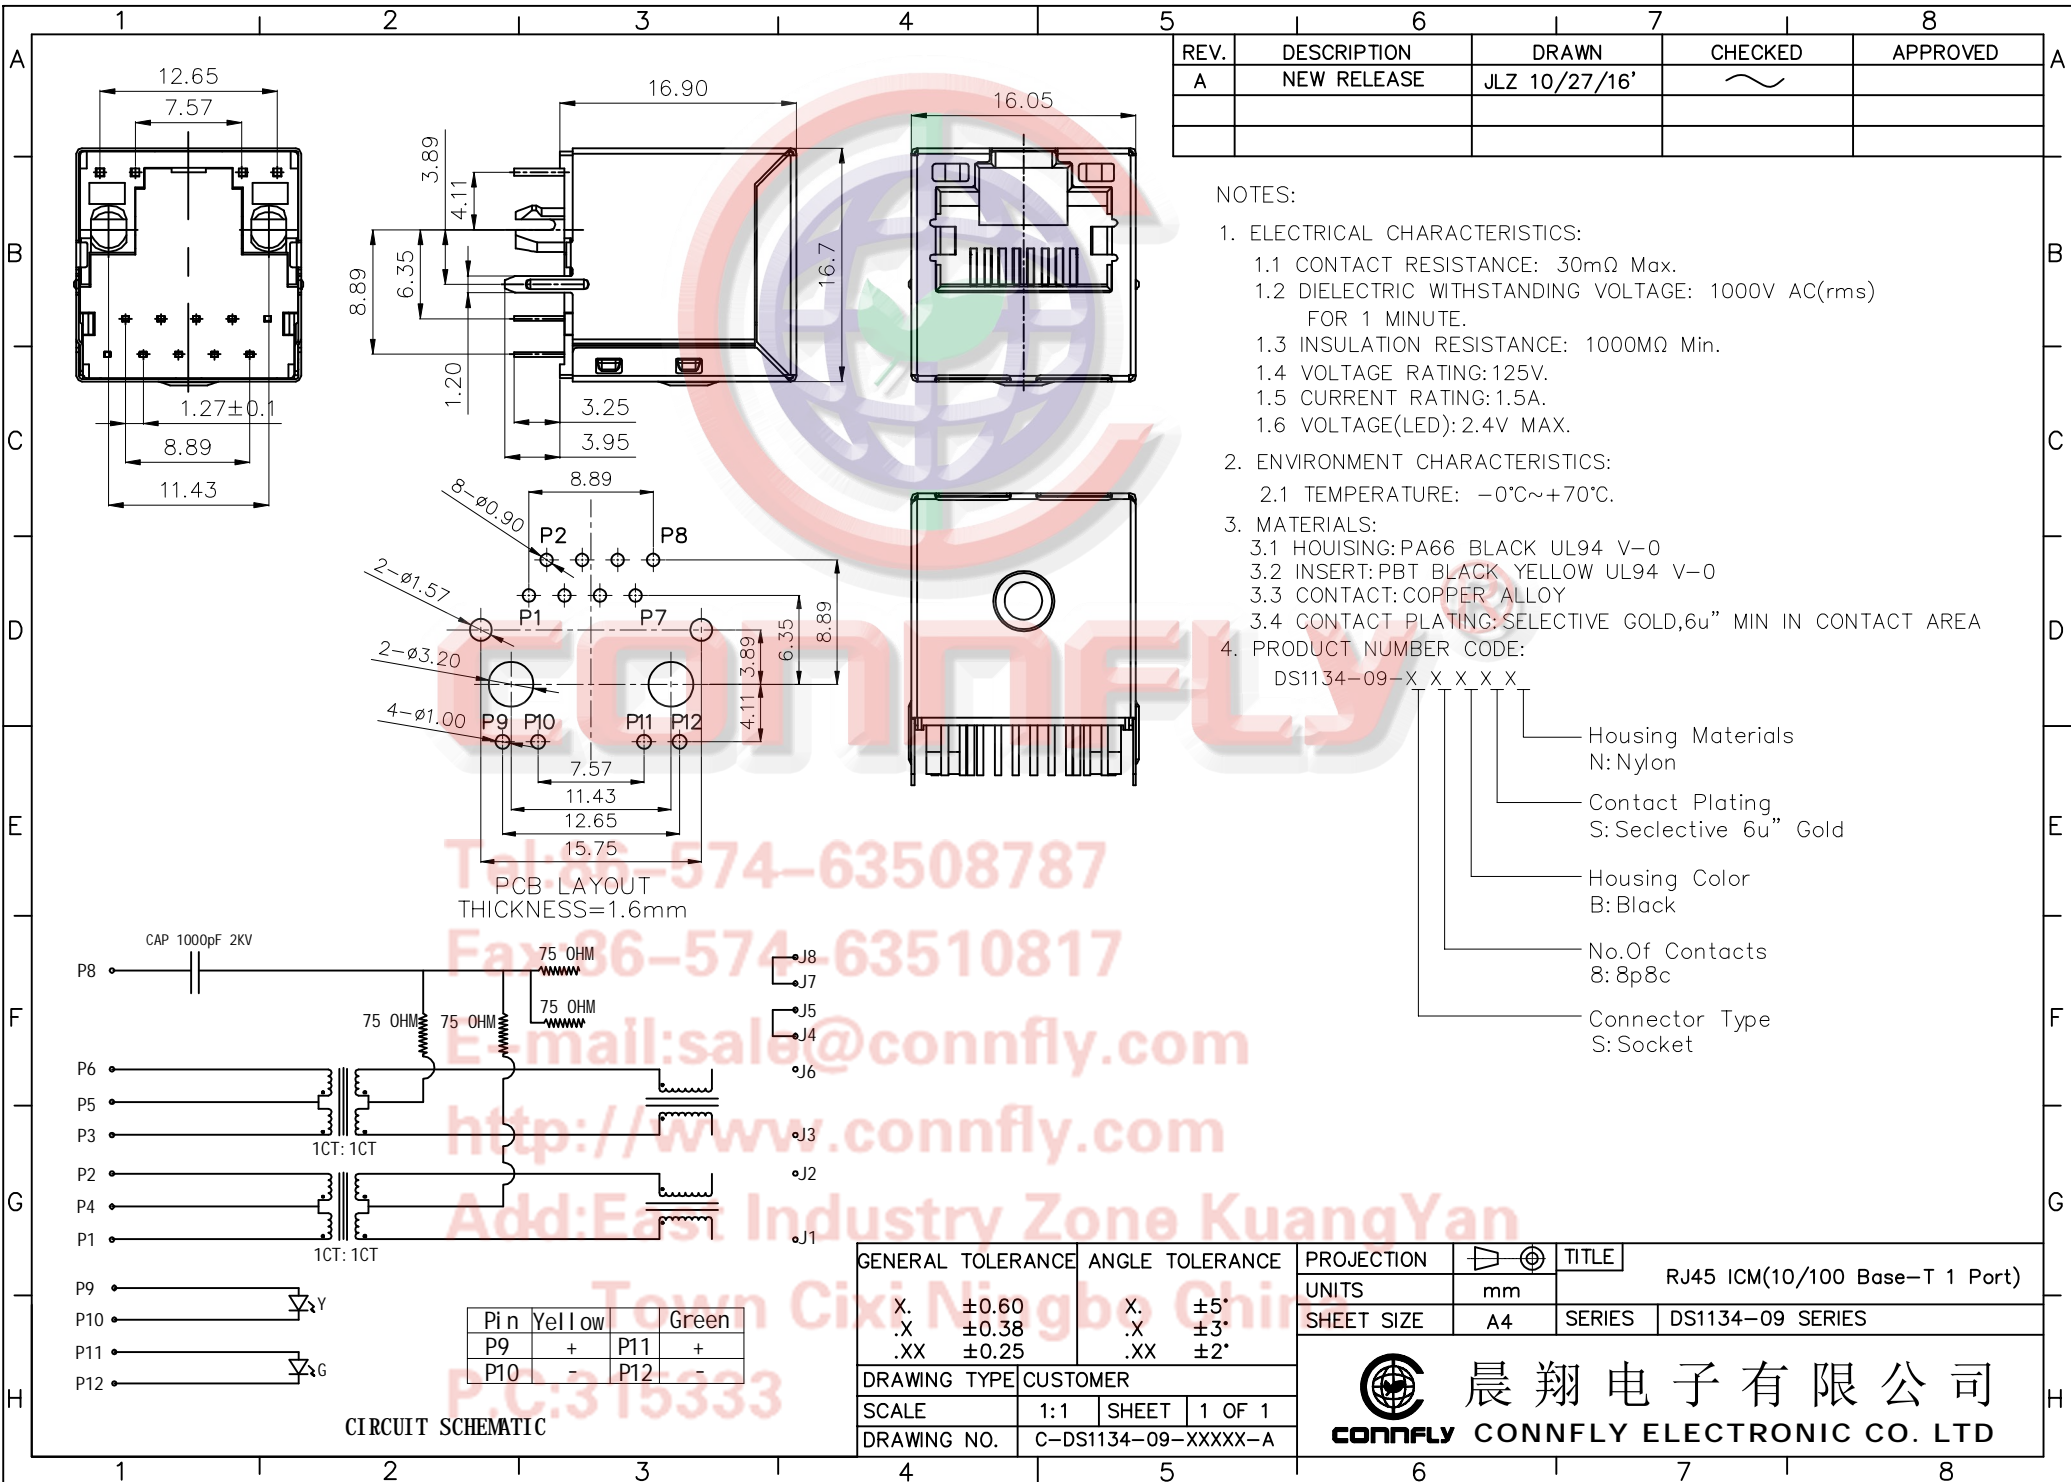 1 2 3 4 5 6 7 8
A
B
C
D
E
F
G
H
REV. DESCRIPTION DRAWN CHECKED APPROVED
A NEW RELEASE JLZ 10/27/16'
12.65
7.57
1.27±0.1
8.89
11.43
16.90
3.89
4.11
8.89
6.35
1.20
16.7
3.25
3.95
16.05
NOTES:
1. ELECTRICAL CHARACTERISTICS:
1.1 CONTACT RESISTANCE: 30mΩ Max.
1.2 DIELECTRIC WITHSTANDING VOLTAGE: 1000V AC(rms)
FOR 1 MINUTE.
1.3 INSULATION RESISTANCE: 1000MΩ Min.
1.4 VOLTAGE RATING:125V.
1.5 CURRENT RATING:1.5A.
1.6 VOLTAGE(LED):2.4V MAX.
2. ENVIRONMENT CHARACTERISTICS:
2.1 TEMPERATURE: -0°C~+70°C.
3. MATERIALS:
3.1 HOUISING:PA66 BLACK UL94 V-0
3.2 INSERT:PBT BLACK YELLOW UL94 V-0
3.3 CONTACT:COPPER ALLOY
3.4 CONTACT PLATING:SELECTIVE GOLD,6u" MIN IN CONTACT AREA
4. PRODUCT NUMBER CODE:
DS1134-09-X X X X X
Housing Materials
N:Nylon
Contact Plating
S:Seclective 6u" Gold
Housing Color
B:Black
No.Of Contacts
8:8p8c
Connector Type
S:Socket
8.89
8-ø0.90
P2 P8
2-ø1.57
P1 P7
2-ø3.20
4-ø1.00
P9 P10 P11 P12
3.89
6.35
8.89
4.11
7.57
11.43
12.65
15.75
PCB LAYOUT
THICKNESS=1.6mm
CONNFLY ®
Tel:86-574-63508787
Fax:86-574-63510817
E-mail:sale@connfly.com
http://www.connfly.com
Add:East Industry Zone KuangYan
Town Cixi Ningbo China
P.C:315333
CAP 1000pF 2KV
P8
75 OHM
75 OHM
75 OHM 75 OHM
J8
J7
J5
J4
P6 J6
P5
P3 J3
1CT:1CT
P2 J2
P4
P1 J1
1CT:1CT
P9
Y
P10
P11
G
P12
Pin Yellow Green
P9 + P11 +
P10 - P12 -
CIRCUIT SCHEMATIC
GENERAL TOLERANCE ANGLE TOLERANCE
X. ±0.60 X. ±5°
.X ±0.38 .X ±3°
.XX ±0.25 .XX ±2°
DRAWING TYPE CUSTOMER
SCALE 1:1 SHEET 1 OF 1
DRAWING NO. C-DS1134-09-XXXXX-A
PROJECTION TITLE
RJ45 ICM(10/100 Base-T 1 Port)
UNITS mm
SHEET SIZE A4 SERIES DS1134-09 SERIES
晨翔电子有限公司
CONNFLY CONNFLY ELECTRONIC CO. LTD
1 2 3 4 5 6 7 8
A
B
C
D
E
F
G
H